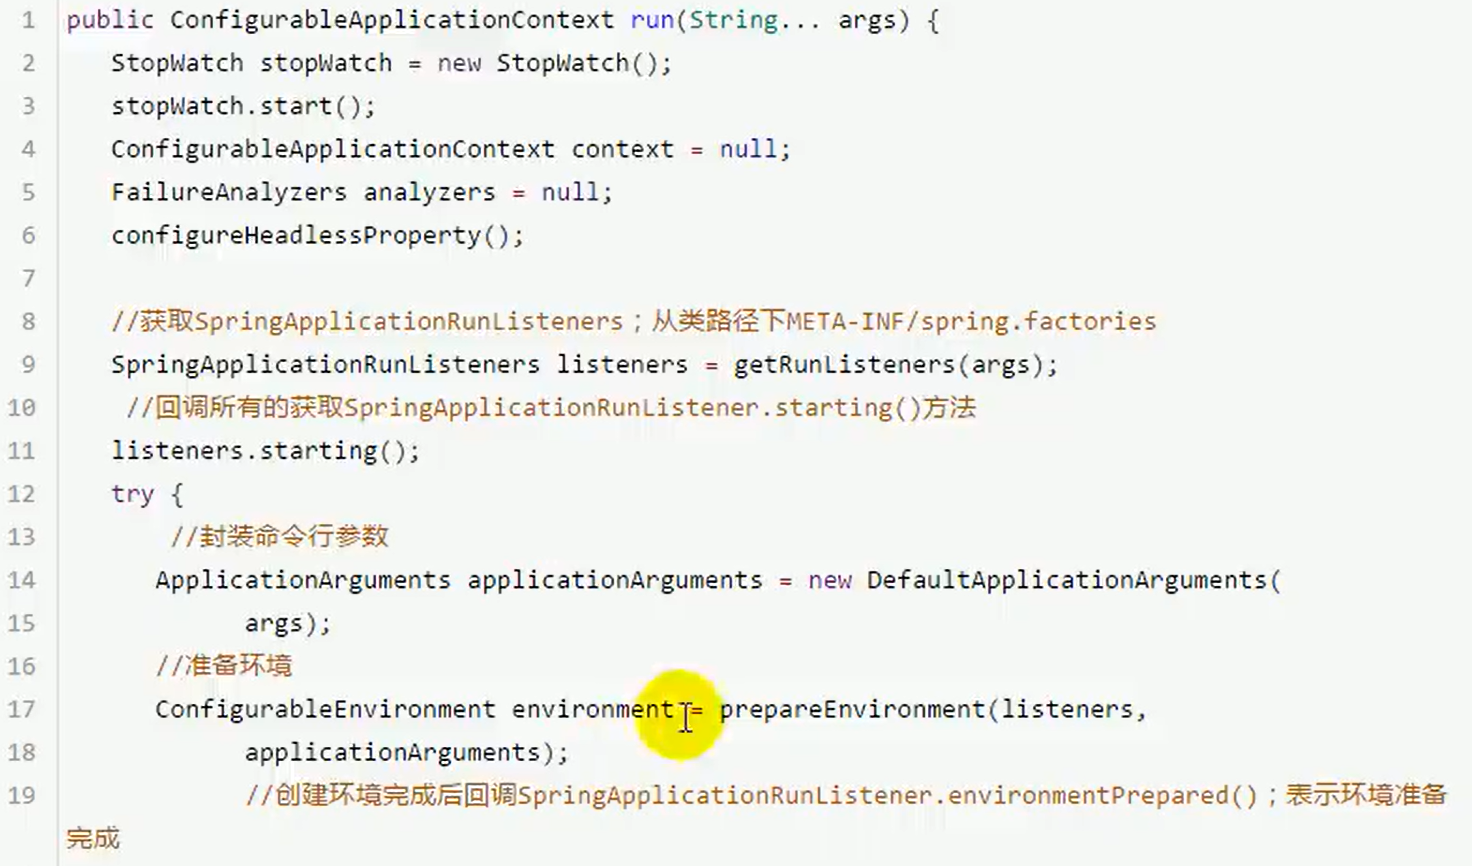 1 public ConfigurableApplicationContext run(String... args) {
2 StopWatch stopWatch = new StopWatch();
3 stopWatch.start();
4 ConfigurableApplicationContext context = null;
5 FailureAnalyzers analyzers = null;
6 configureHeadlessProperty();
7
8 //获取SpringApplicationRunListeners；从类路径下META-INF/spring.factories
9 SpringApplicationRunListeners listeners = getRunListeners(args);
10 //回调所有的获取SpringApplicationRunListener.starting()方法
11 listeners.starting();
12 try {
13 //封装命令行参数
14 ApplicationArguments applicationArguments = new DefaultApplicationArguments(
15 args);
16 //准备环境
17 ConfigurableEnvironment environment = prepareEnvironment(listeners,
18 applicationArguments);
19 //创建环境完成后回调SpringApplicationRunListener.environmentPrepared()；表示环境准备
完成